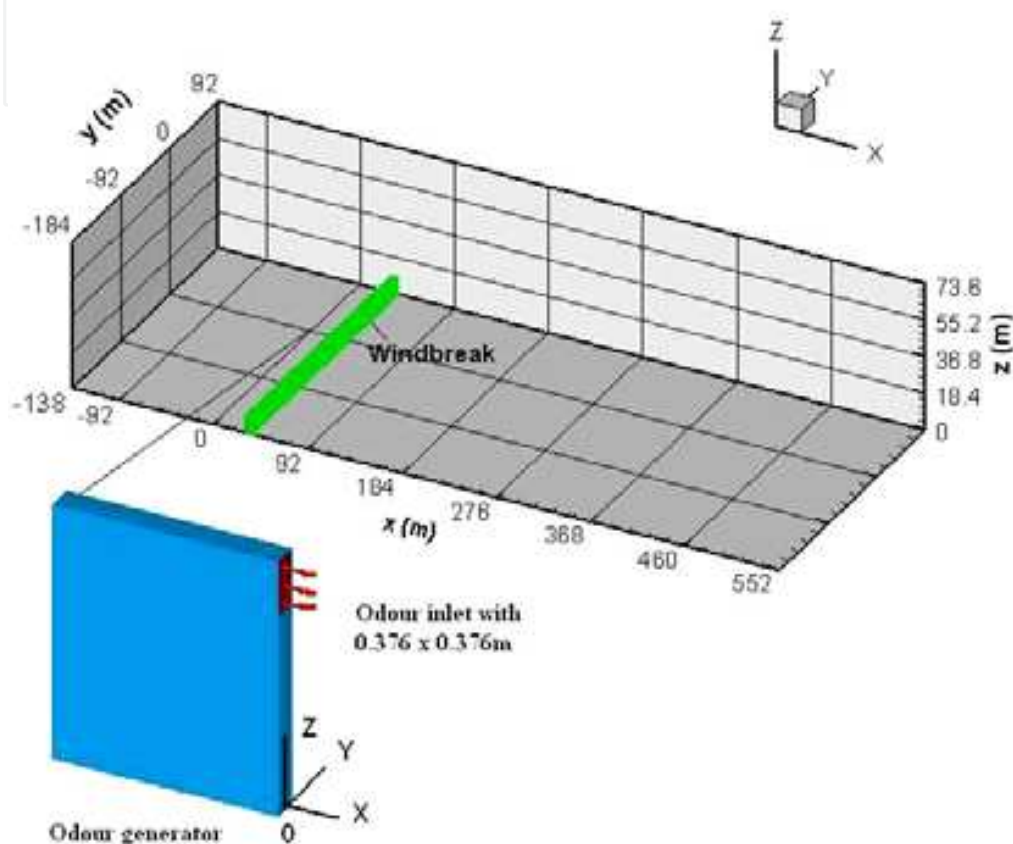 Z
Y
X
y (m)
92
0
-92
-184
73.6
55.2
36.8
18.4
0
z (m)
Windbreak
-138
-92
0
92
184
276
368
460
552
x (m)
Odour inlet with
0.376 x 0.376m
Z
Y
X
0
Odour generator